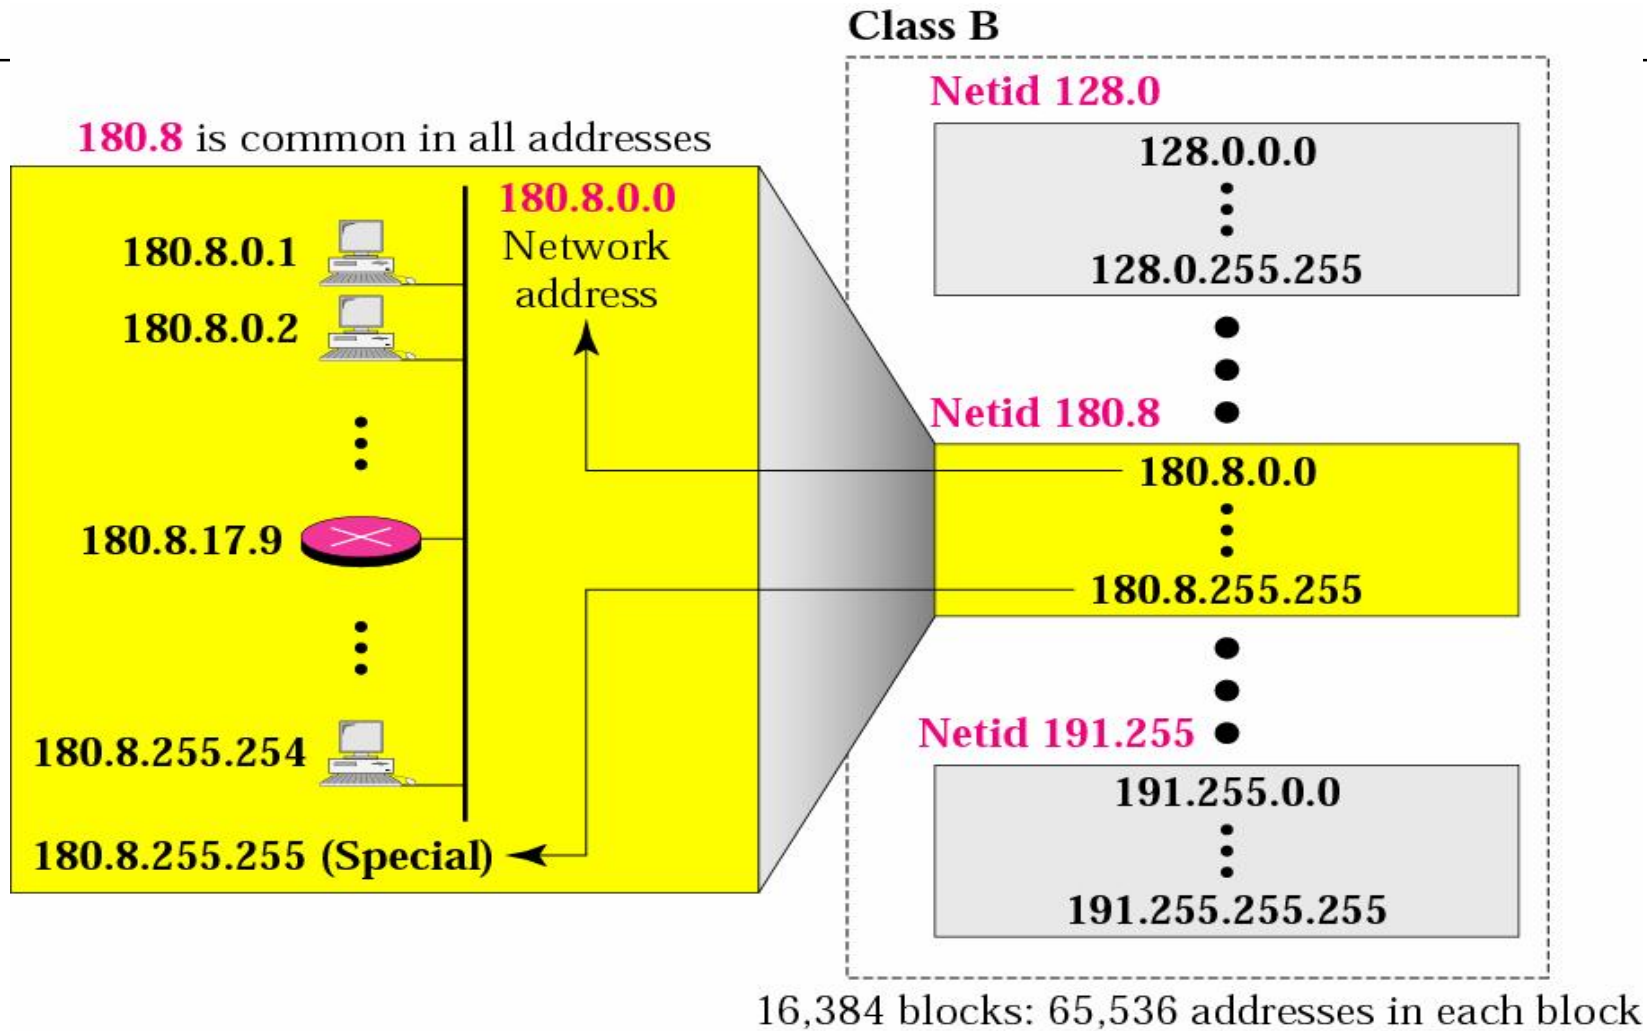 Class B
Netid 128.0
180.8 is common in all addresses
128.0.0.0
128.0.255.255
180.8.0.0
Network
address
180.8.0.1
180.8.0.2
180.8.17.9
180.8.255.254
180.8.255.255 (Special)
Netid 180.8
180.8.0.0
180.8.255.255
Netid 191.255
191.255.0.0
191.255.255.255
16,384 blocks: 65,536 addresses in each block